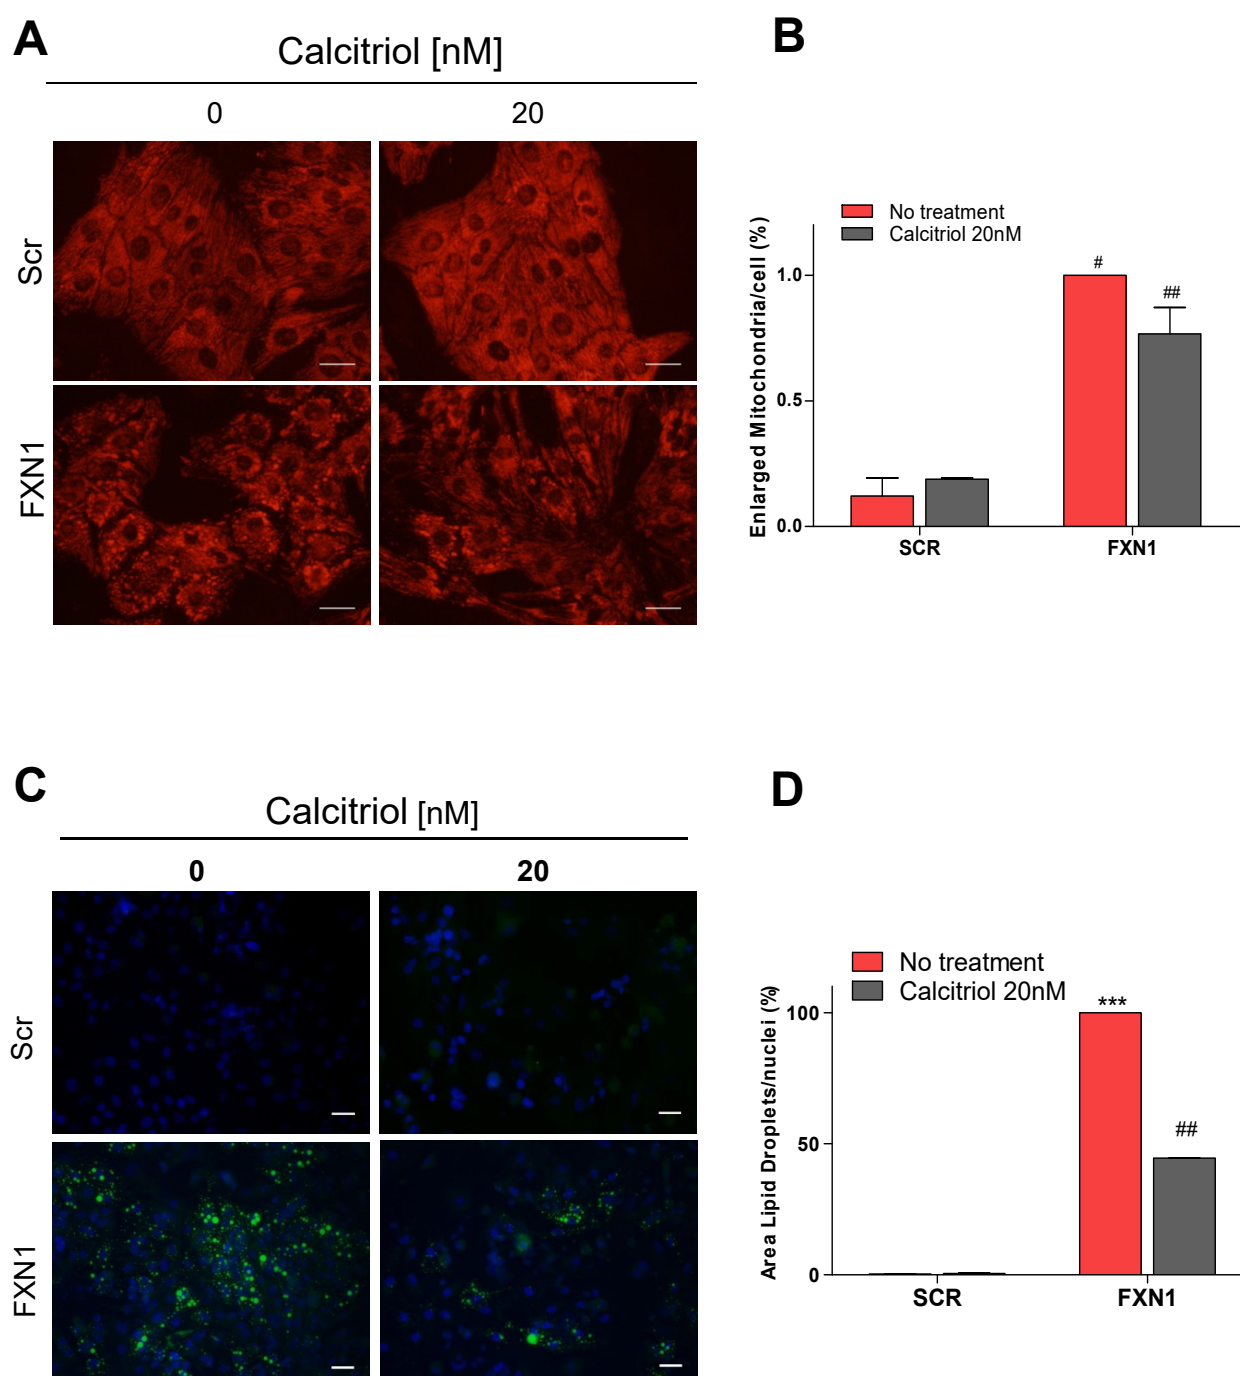 A
Calcitriol [nM]
0
20
Scr
FXN1
B
No treatment
Calcitriol 20nM
Enlarged Mitochondria/cell (%)
1.0
0.5
0.0
#
##
SCR
FXN1
C
Calcitriol [nM]
0
20
Scr
FXN1
D
No treatment
Calcitriol 20nM
Area Lipid Droplets/nuclei (%)
100
50
0
***
##
SCR
FXN1